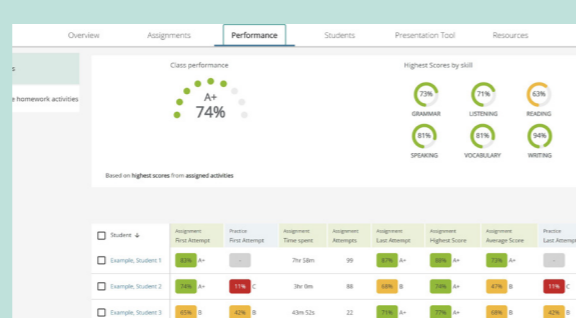 Overview Assignments Performance Students Presentation Tool Resources
s
e homework activities
Class performance
A+
74%
Based on highest scores from assigned activities
Highest Scores by skill
73% 71% 63%
GRAMMAR LISTENING READING
81% 81% 94%
SPEAKING VOCABULARY WRITING
Student ↓ Assignment First Attempt Practice First Attempt Assignment Time spent Assignment Attempts Assignment Last Attempt Assignment Highest Score Assignment Average Score Practice Last Attempt
Example, Student 1 83% A+ - 7hr 58m 99 87% A+ 88% A+ 73% A+ -
Example, Student 2 74% A+ 11% C 3hr 0m 88 68% B 74% A+ 47% B 11% C
Example, Student 3 65% B 42% B 43m 52s 22 71% A+ 77% A+ 68% B 42% B